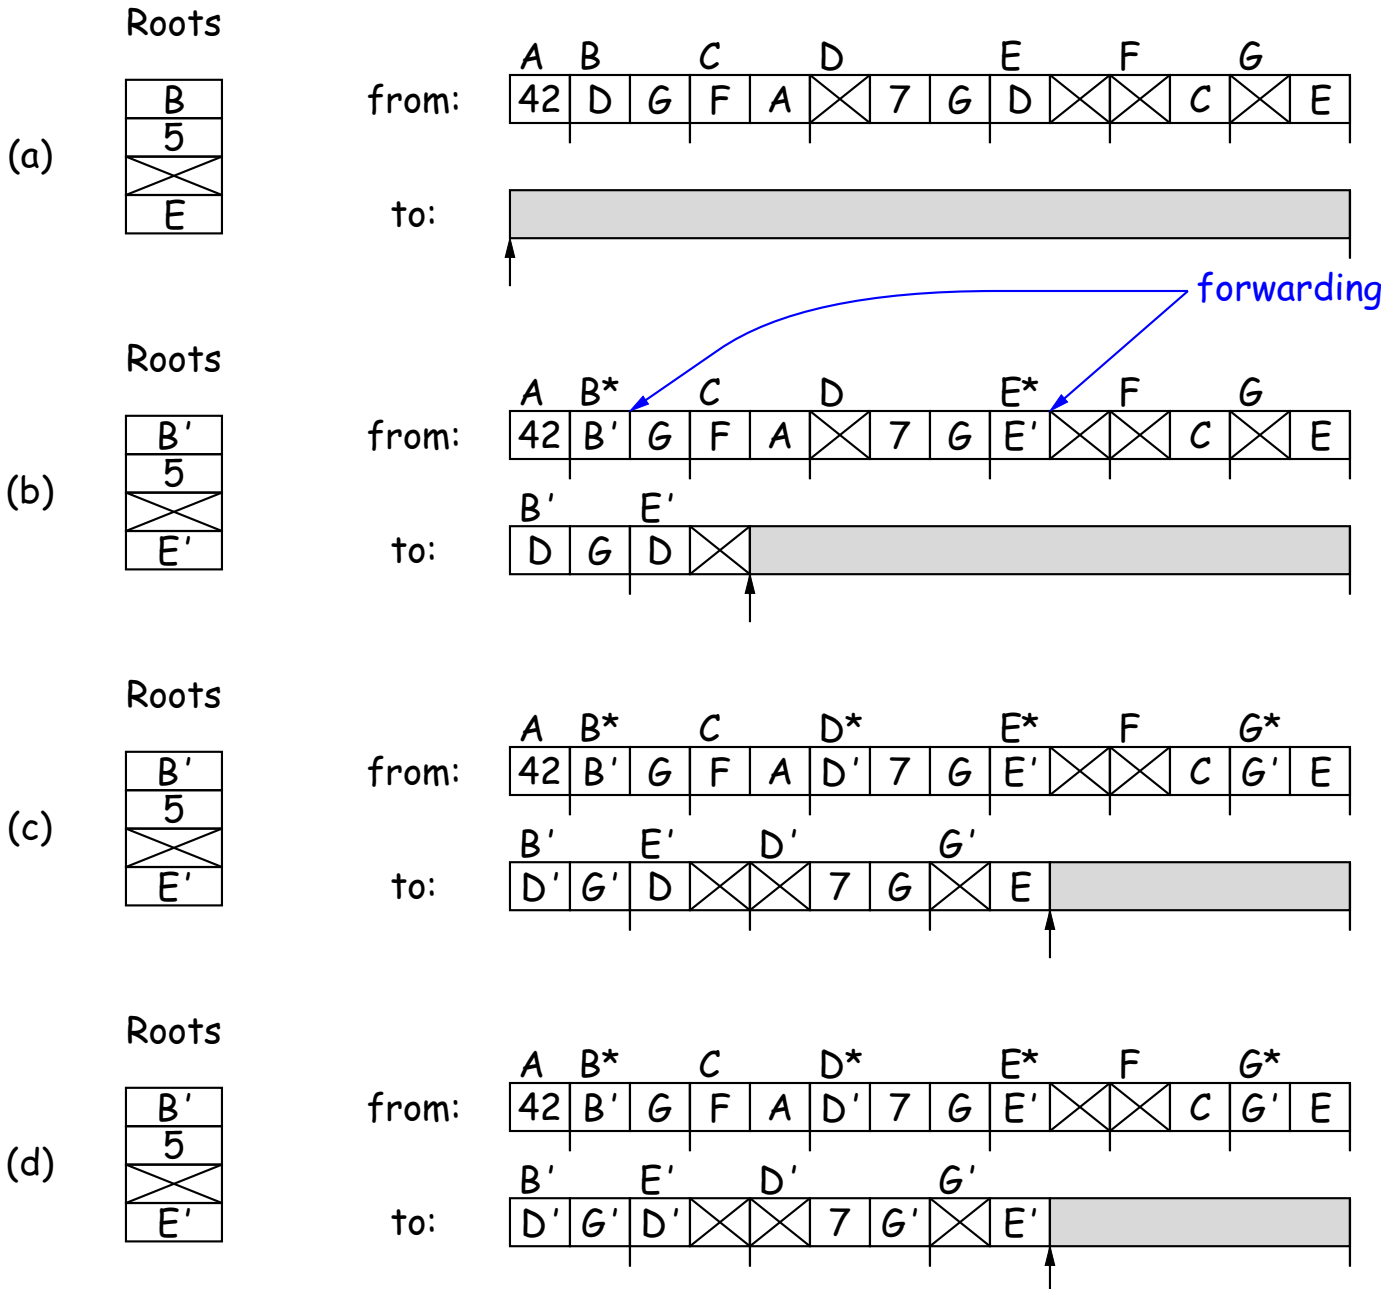 Roots
A B C D E F G
B
from: 42 D G F A 7 G D C E
5
(a)
E
to:
forwarding
Roots
A B* C D E* F G
B'
from: 42 B' G F A 7 G E' C E
5
(b)
B' E'
E'
to: D G D
Roots
A B* C D* E* F G*
B'
from: 42 B' G F A D' 7 G E' C G' E
5
(c)
B' E' D' G'
E'
to: D' G' D 7 G E
Roots
A B* C D* E* F G*
B'
from: 42 B' G F A D' 7 G E' C G' E
5
(d)
B' E' D' G'
E'
to: D' G' D' 7 G' E'